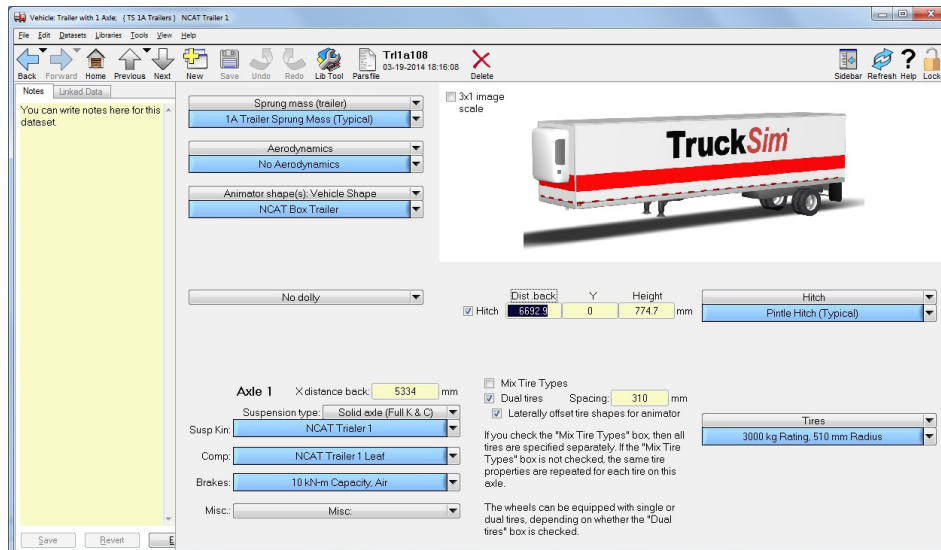 Vehicle: Trailer with 1 Axle; { TS 1A Trailers } NCAT Trailer 1
File Edit Datasets Libraries Tools View Help
Back Forward Home Previous Next New Save Undo Redo Lib Tool Parsfile
Trl1a108
03-19-2014 18:16:08
Delete Sidebar Refresh Help Lock
Notes Linked Data
You can write notes here for this
dataset.
Sprung mass (trailer)
1A Trailer Sprung Mass (Typical)
Aerodynamics
No Aerodynamics
Animator shape(s): Vehicle Shape
NCAT Box Trailer
3x1 image
scale
TruckSim
No dolly
Dist. back Y Height
Hitch 6692.9 0 774.7 mm
Hitch
Pintle Hitch (Typical)
Axle 1 X distance back: 5334 mm
Suspension type: Solid axle (Full K & C)
Susp Kin: NCAT Trialer 1
Comp: NCAT Trailer 1 Leaf
Brakes: 10 kN-m Capacity, Air
Misc.: Misc:
Mix Tire Types
Dual tires Spacing: 310 mm
Laterally offset tire shapes for animator
If you check the "Mix Tire Types" box, then all
tires are specified separately. If the "Mix Tire
Types" box is not checked, the same tire
properties are repeated for each tire on this
axle.
The wheels can be equipped with single or
dual tires, depending on whether the "Dual
tires" box is checked.
Tires
3000 kg Rating, 510 mm Radius
Save Revert E